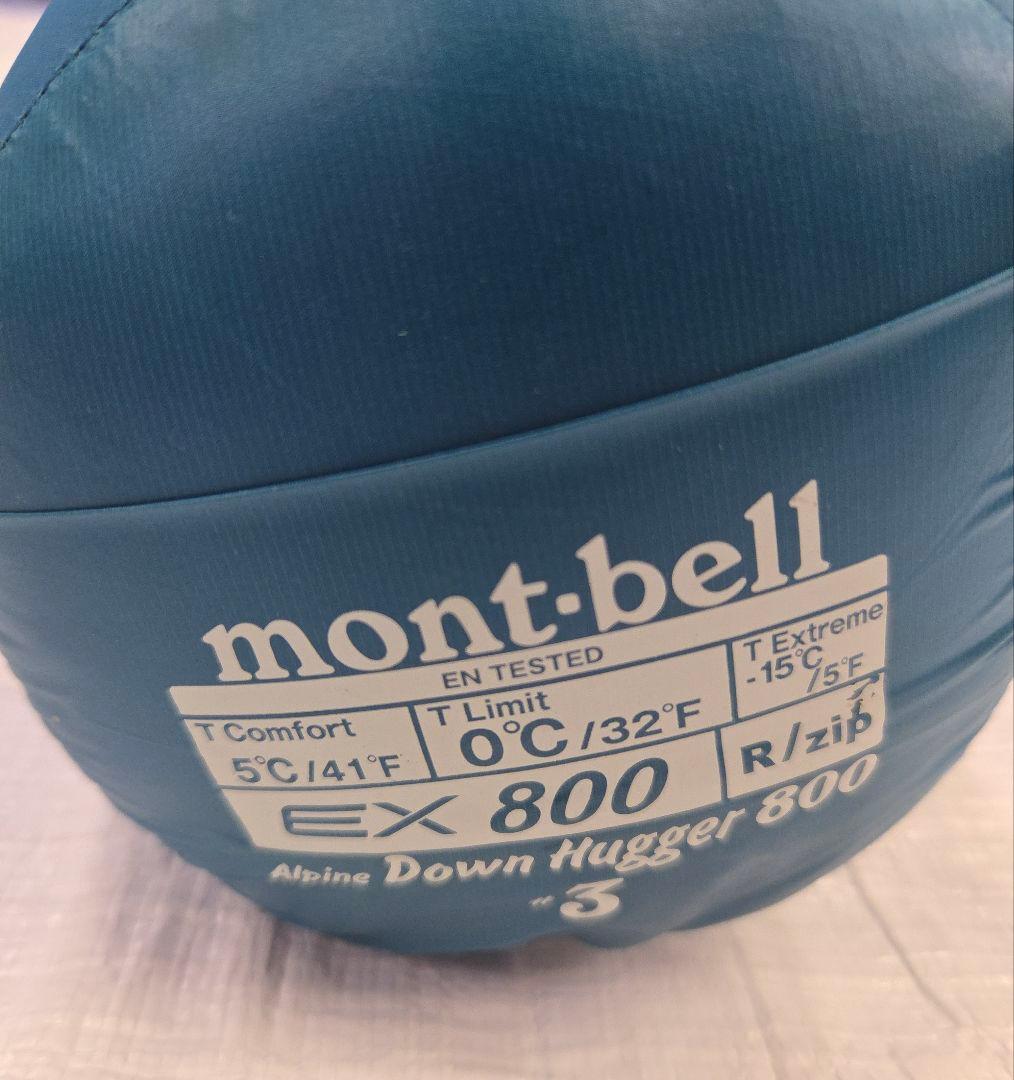 mont-bell
EN TESTED
T Comfort
5°C/41°F
T Limit
0°C/32°F
T Extreme
-15°C
/5°F
EX 800
R/zip
Alpine Down Hugger 800
#3